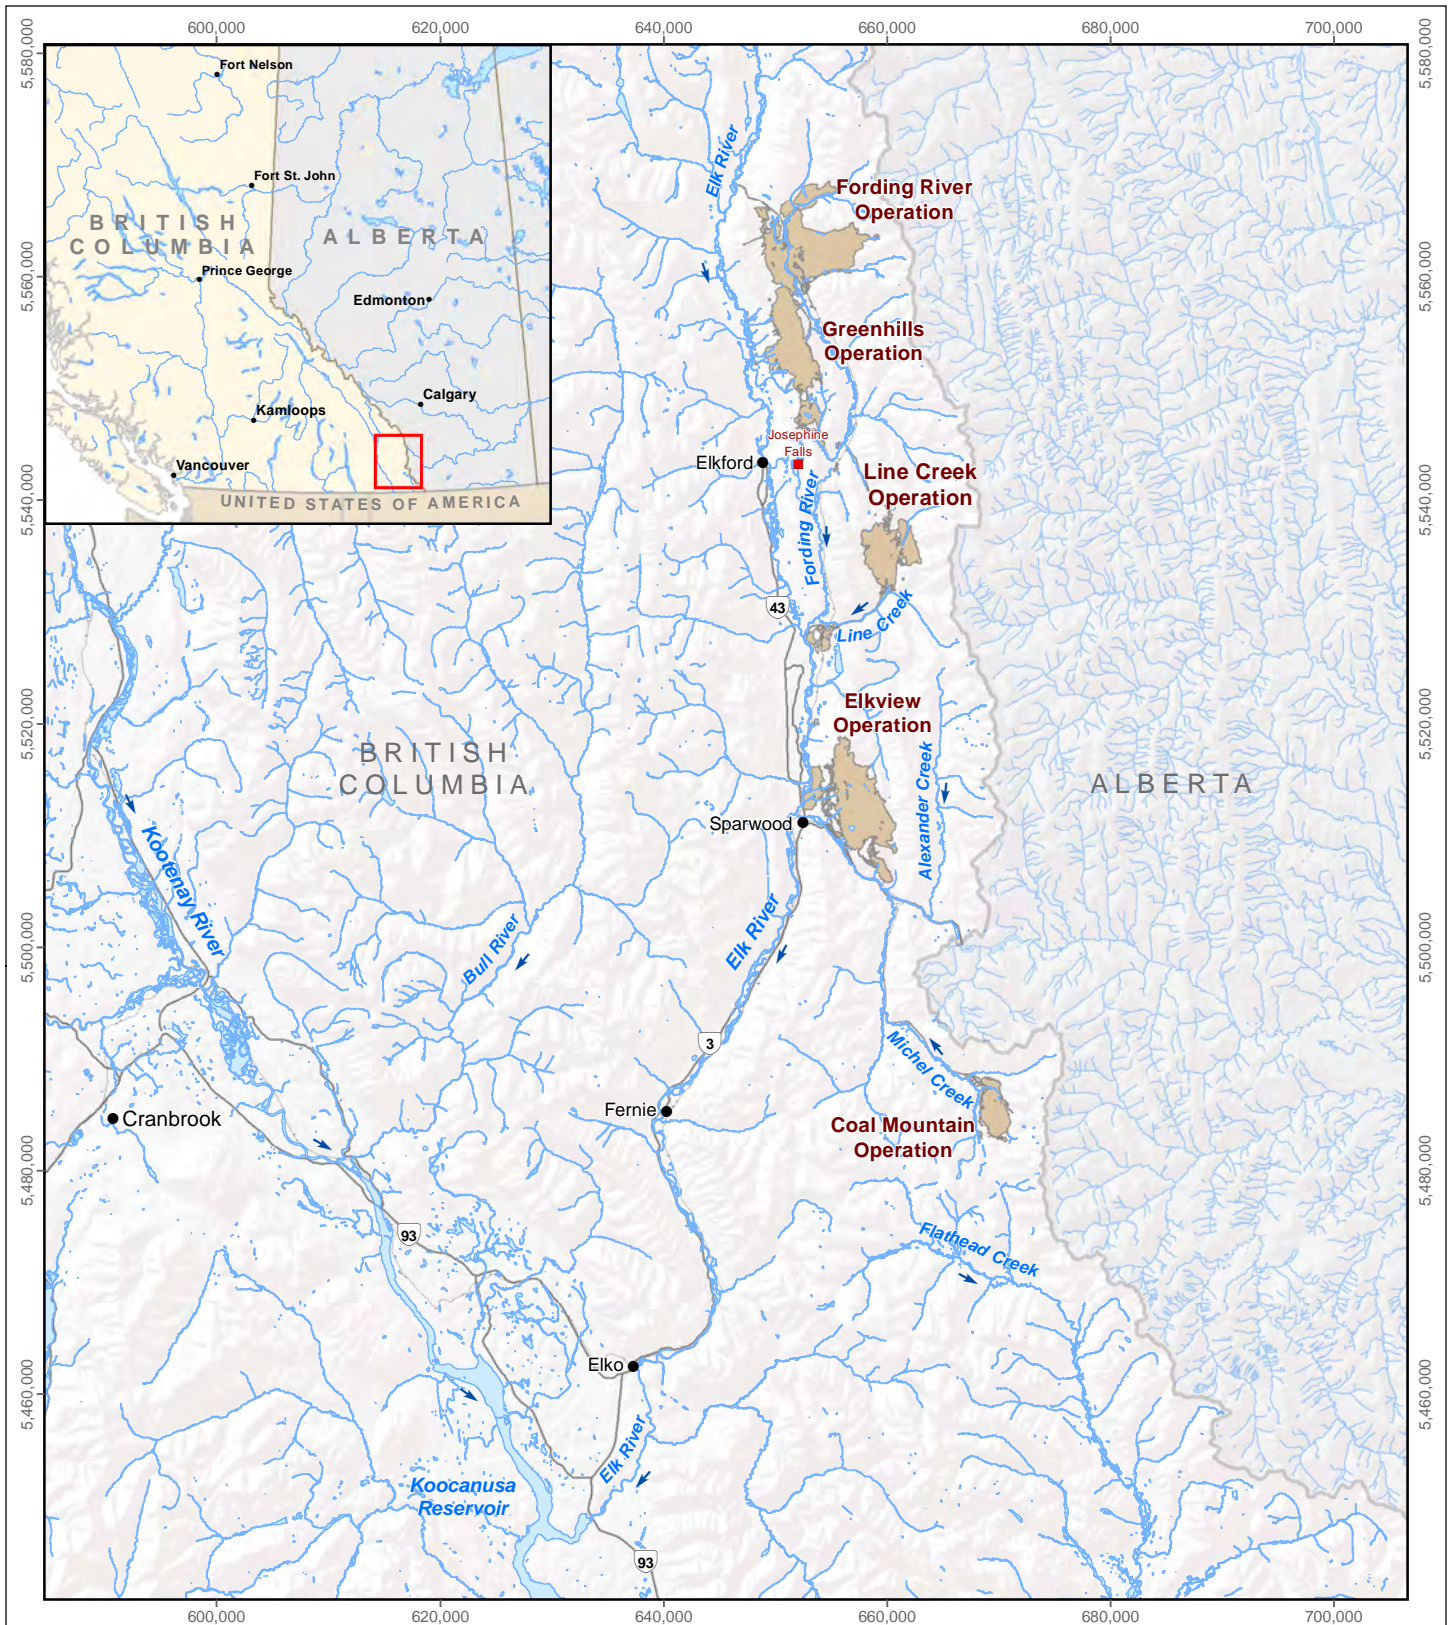 600,000
620,000
640,000
660,000
680,000
700,000
5,580,000
5,560,000
5,540,000
5,520,000
5,500,000
5,480,000
5,460,000
5,580,000
5,560,000
5,540,000
5,520,000
5,500,000
5,480,000
5,460,000
Fort Nelson
Fort St. John
BRITISH
COLUMBIA
ALBERTA
Prince George
Edmonton
Calgary
Kamloops
Vancouver
UNITED STATES OF AMERICA
Elk River
Fording River
Operation
Greenhills
Operation
Josephine
Falls
Elkford
Line Creek
Operation
Fording River
43
Line Creek
Elkview
Operation
BRITISH
COLUMBIA
ALBERTA
Alexander Creek
Sparwood
Kootenay River
Bull River
Elk River
3
Michel Creek
Fernie
Cranbrook
Coal Mountain
Operation
93
Flathead Creek
Elko
Elk River
Koocanusa
Reservoir
93
600,000
620,000
640,000
660,000
680,000
700,000